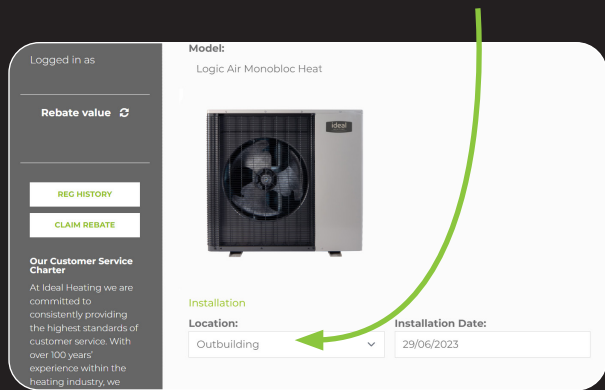 Logged in as
Rebate value
REG HISTORY
CLAIM REBATE
Our Customer Service
Charter
At Ideal Heating we are
committed to
consistently providing
the highest standards of
customer service. With
over 100 years'
experience within the
heating industry, we
Model:
Logic Air Monobloc Heat
ideal
Installation
Location:
Installation Date:
Outbuilding
29/06/2023